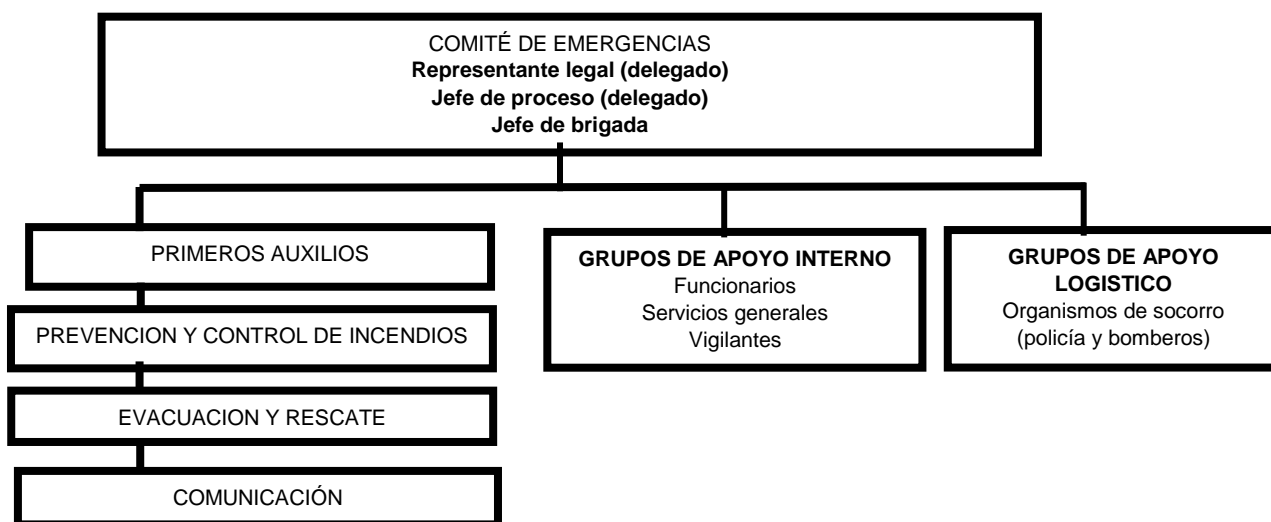 COMITÉ DE EMERGENCIAS
Representante legal (delegado)
Jefe de proceso (delegado)
Jefe de brigada
PRIMEROS AUXILIOS
PREVENCION Y CONTROL DE INCENDIOS
EVACUACION Y RESCATE
COMUNICACIÓN
GRUPOS DE APOYO INTERNO
Funcionarios
Servicios generales
Vigilantes
GRUPOS DE APOYO
LOGISTICO
Organismos de socorro
(policía y bomberos)